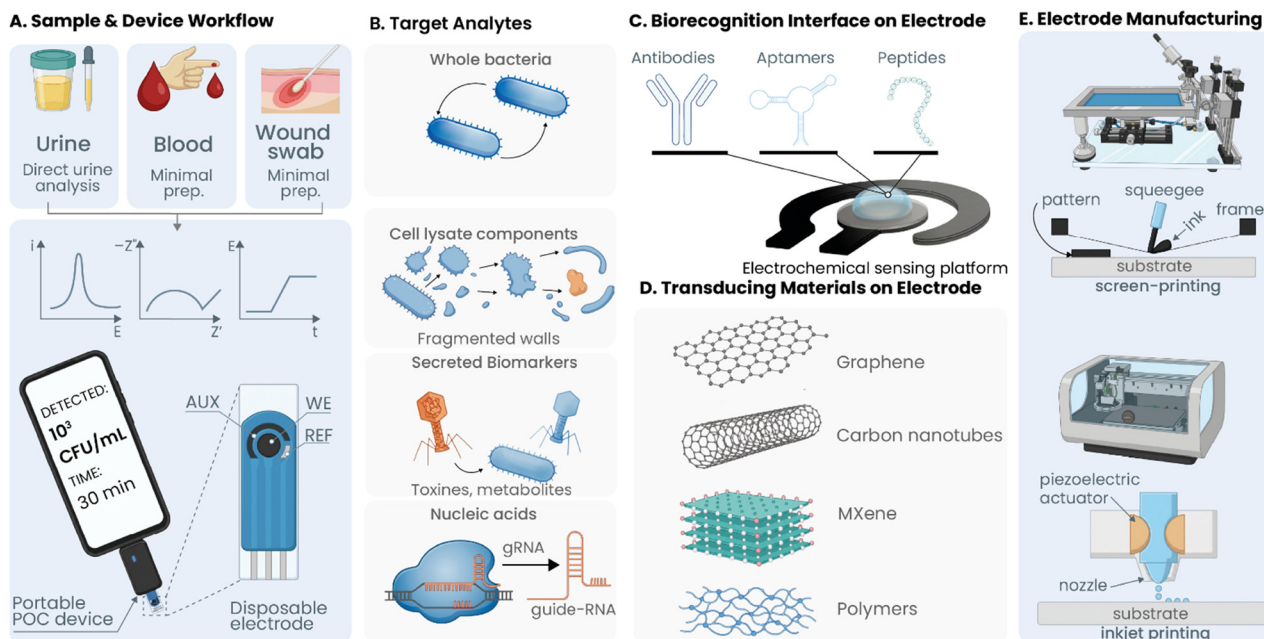 A. Sample & Device Workflow
Urine
Direct urine
analysis
Blood
Minimal
prep.
Wound
swab
Minimal
prep.
i
E
−Z"
Z'
E
t
DETECTED:
10³
CFU/mL
TIME:
30 min
AUX
WE
REF
Portable
POC device
Disposable
electrode
B. Target Analytes
Whole bacteria
Cell lysate components
Fragmented walls
Secreted Biomarkers
Toxines, metabolites
Nucleic acids
gRNA
guide-RNA
C. Biorecognition Interface on Electrode
Antibodies
Aptamers
Peptides
Electrochemical sensing platform
D. Transducing Materials on Electrode
Graphene
Carbon nanotubes
MXene
Polymers
E. Electrode Manufacturing
squeegee
pattern
ink
frame
substrate
screen-printing
piezoelectric
actuator
nozzle
substrate
inkjet printing